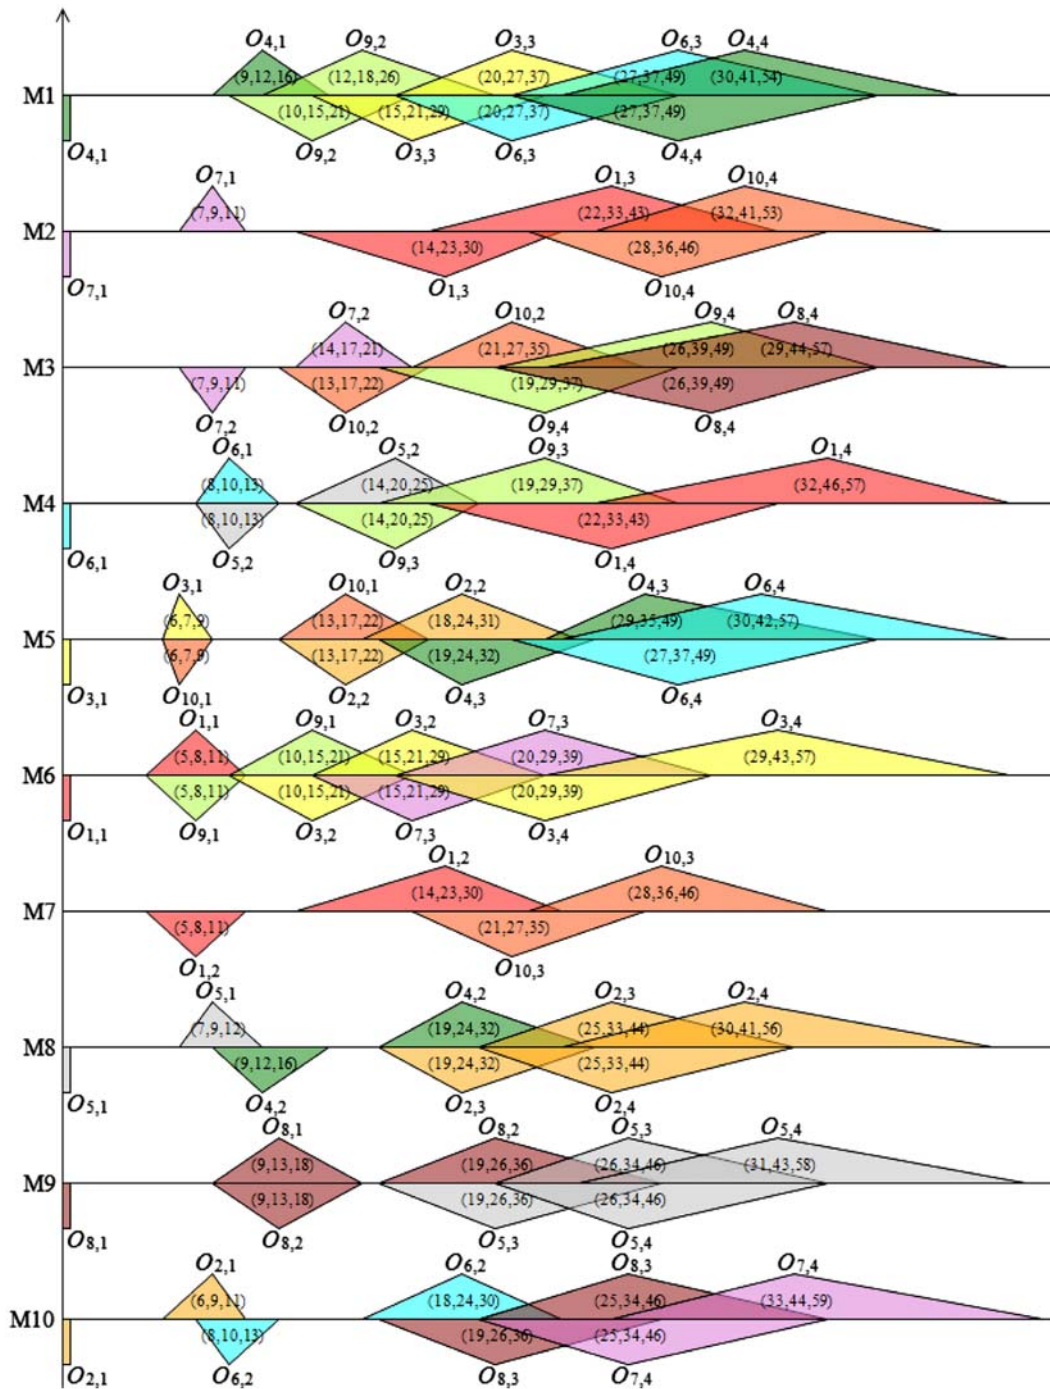 O4,1 O9,2 O3,3 O6,3 O4,4
(9,12,16) (12,18,26) (20,27,37) (27,37,49) (30,41,54)
M1
(10,15,21) (15,21,29) (20,27,37) (27,37,49)
O4,1 O9,2 O3,3 O6,3 O4,4
O7,1 O1,3 O10,4
(7,9,11) (22,33,43) (32,41,53)
M2
(14,23,30) (28,36,46)
O7,1 O1,3 O10,4
O7,2 O10,2 O9,4 O8,4
(14,17,21) (21,27,35) (26,39,49) (29,44,57)
M3
(7,9,11) (13,17,22) (19,29,37) (26,39,49)
O7,2 O10,2 O9,4 O8,4
O6,1 O5,2 O9,3 O1,4
(8,10,13) (14,20,25) (19,29,37) (32,46,57)
M4
(8,10,13) (14,20,25) (22,33,43)
O6,1 O5,2 O9,3 O1,4
O3,1 O10,1 O2,2 O4,3 O6,4
(6,7,9) (13,17,22) (18,24,31) (29,35,49) (30,42,57)
M5
(6,7,9) (13,17,22) (19,24,32) (27,37,49)
O3,1 O10,1 O2,2 O4,3 O6,4
O1,1 O9,1 O3,2 O7,3 O3,4
(5,8,11) (10,15,21) (15,21,29) (20,29,39) (29,43,57)
M6
(5,8,11) (10,15,21) (15,21,29) (20,29,39)
O1,1 O9,1 O3,2 O7,3 O3,4
O1,2 O10,3
(14,23,30) (28,36,46)
M7
(5,8,11) (21,27,35)
O1,2 O10,3
O5,1 O4,2 O2,3 O2,4
(7,9,12) (19,24,32) (25,33,44) (30,41,56)
M8
(9,12,16) (19,24,32) (25,33,44)
O5,1 O4,2 O2,3 O2,4
O8,1 O8,2 O5,3 O5,4
(9,13,18) (19,26,36) (26,34,46) (31,43,58)
M9
(9,13,18) (19,26,36) (26,34,46)
O8,1 O8,2 O5,3 O5,4
O2,1 O6,2 O8,3 O7,4
(6,9,11) (18,24,30) (25,34,46) (33,44,59)
M10
(8,10,13) (19,26,36) (25,34,46)
O2,1 O6,2 O8,3 O7,4